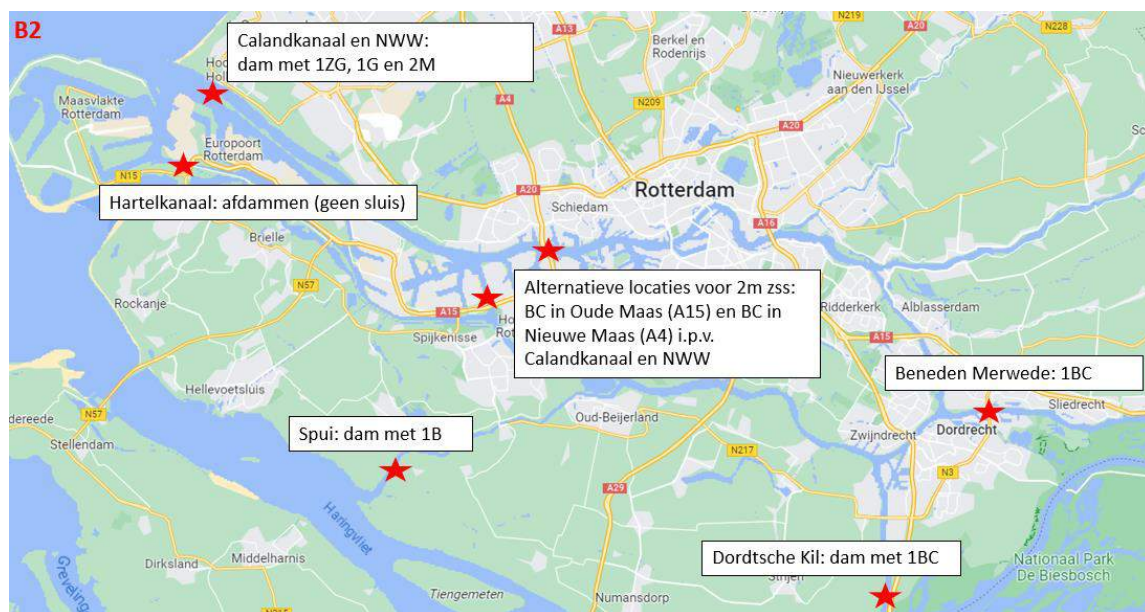 B2
Calandkanaal en NWW:
dam met 1ZG, 1G en 2M
A13
A20
N219
N228
Berkel en
Rodenrijs
Nieuwerkerk
aan den IJssel
Maasvlakte
Rotterdam
A4
N209
Europoort
Rotterdam
A20
N15
A20
Rotterdam
Schiedam
A16
Hartelkanaal: afdammen (geen sluis)
Brielle
N57
Rockanje
A15
Spijkenisse
Alternatieve locaties voor 2m zss:
BC in Oude Maas (A15) en BC in
Nieuwe Maas (A4) i.p.v.
Calandkanaal en NWW
Ridderkerk
Alblasserdam
A15
Hellevoetsluis
Beneden Merwede: 1BC
N57
Stellendam
Oud-Beijerland
Sliedrecht
Spui: dam met 1B
Zwijndrecht
Dordrecht
N217
N3
A29
Haringvliet
Middelharnis
Dirksland
Dordtsche Kil: dam met 1BC
Nationaal Park
De Biesbosch
Greveling
Tiengemeten
Numansdorp
Strijen
N215